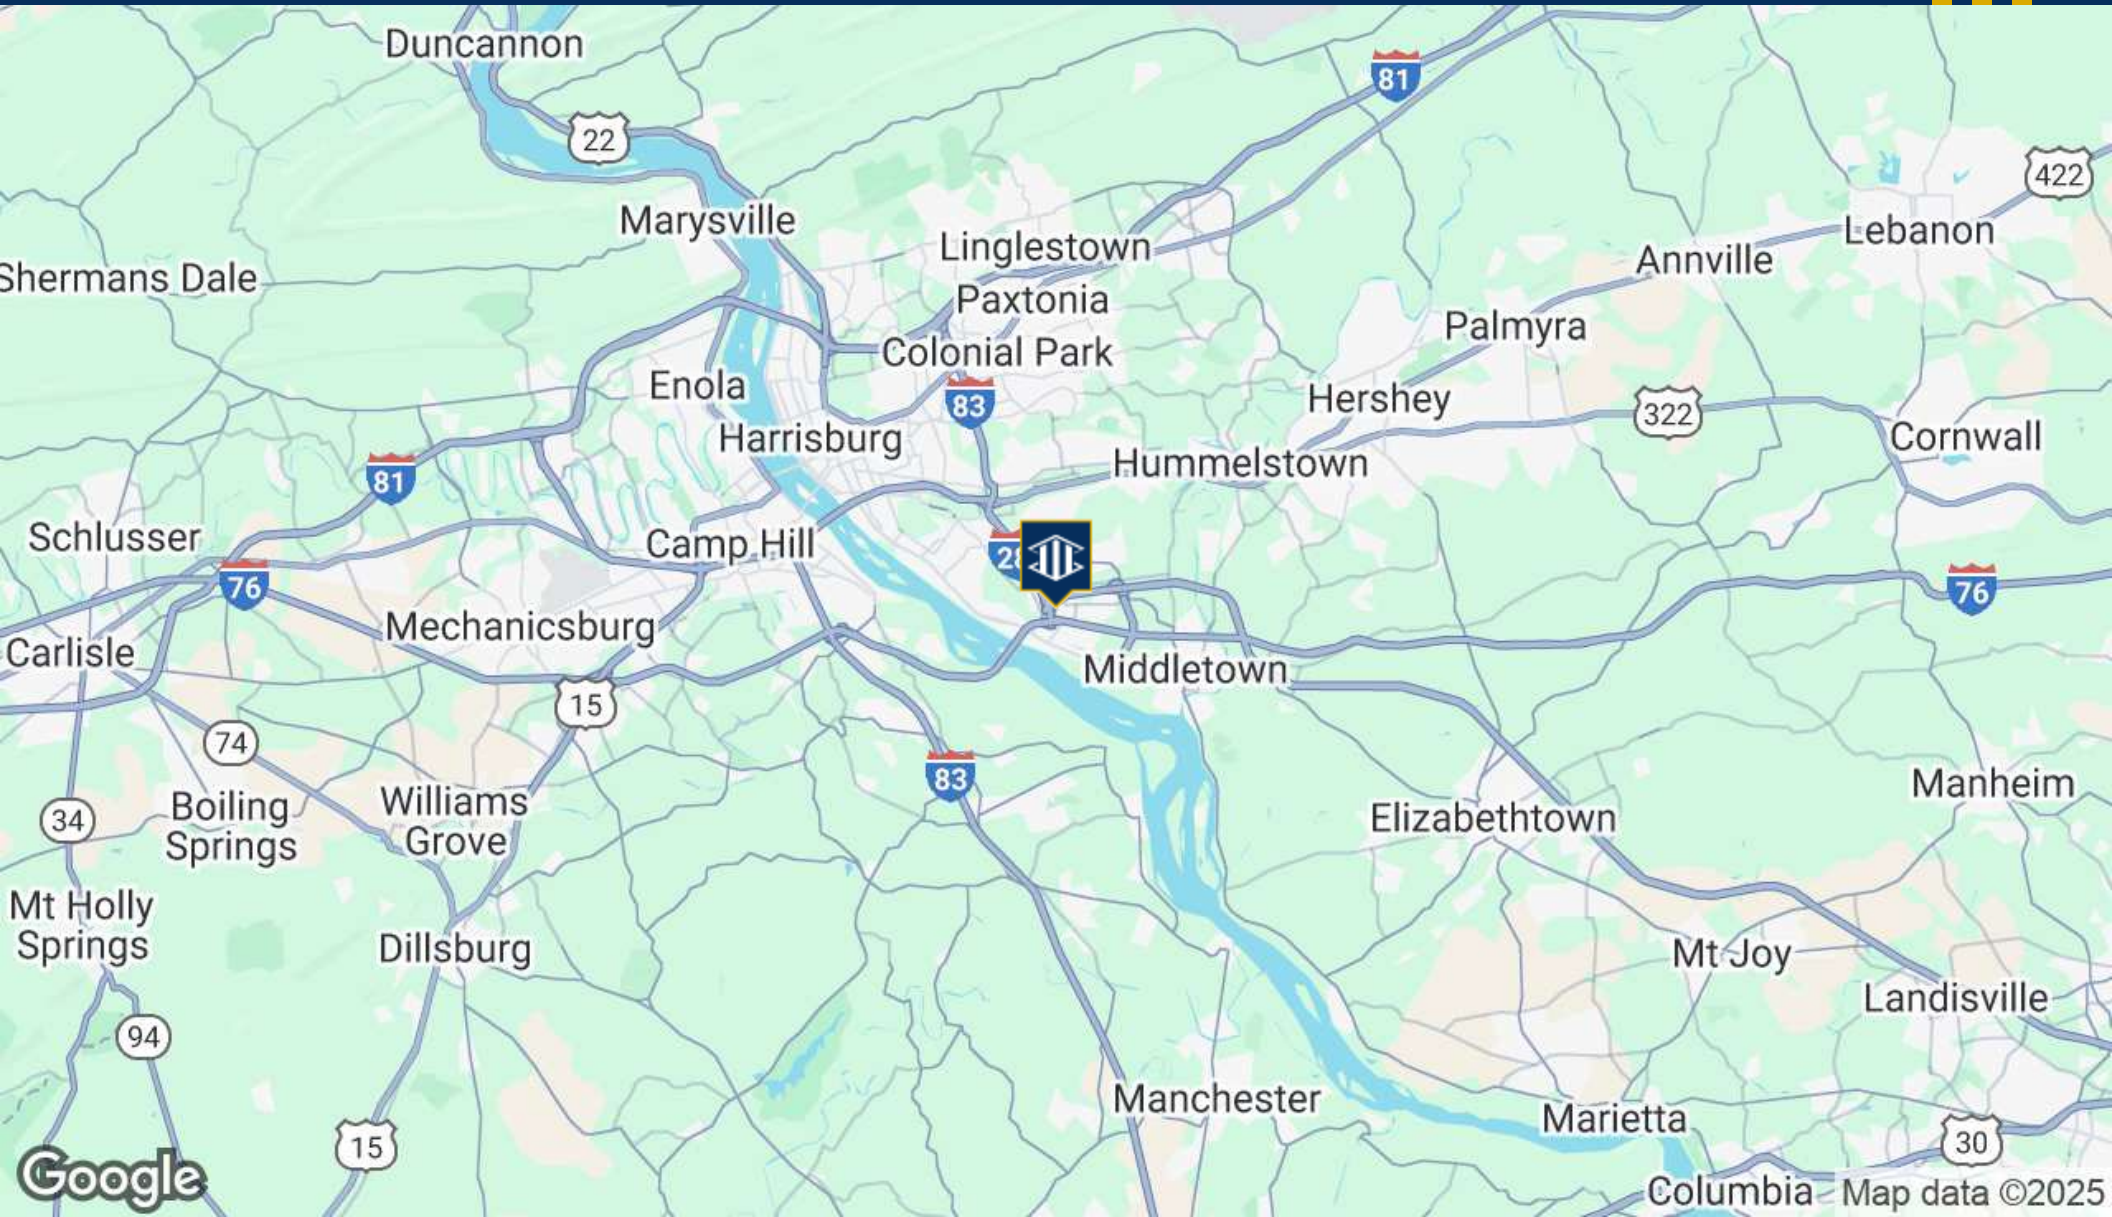 Duncannon
81
22
422
Marysville
Linglestown
Lebanon
Annville
Shermans Dale
Paxtonia
Palmyra
Colonial Park
Enola
83
Hershey
322
Harrisburg
Cornwall
Hummelstown
81
Schlusser
Camp Hill
28
76
76
Mechanicsburg
Carlisle
Middletown
15
74
83
Manheim
34
Boiling
Springs
Williams
Grove
Elizabethtown
Mt Holly
Springs
Dillsburg
Mt Joy
Landisville
94
Manchester
Marietta
15
30
Google
Columbia
Map data ©2025